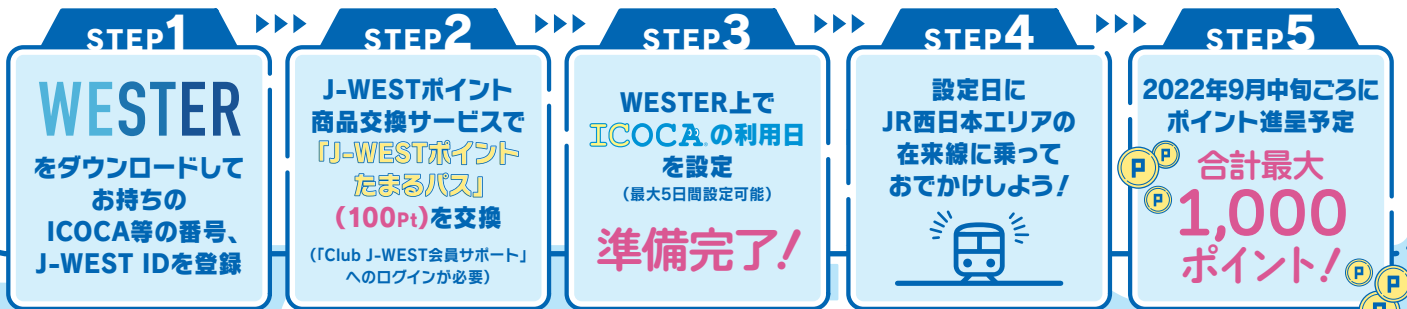 STEP1
WESTER
をダウンロードして
お持ちの
ICOCA等の番号、
J-WEST IDを登録
STEP2
J-WESTポイント
商品交換サービスで
「J-WESTポイント
たまるパス」
(100Pt)を交換
(「Club J-WEST会員サポート」
へのログインが必要)
STEP3
WESTER上で
ICOCA®の利用日
を設定
(最大5日間設定可能)
準備完了!
STEP4
設定日に
JR西日本エリアの
在来線に乗って
おでかけしよう!
STEP5
2022年9月中旬ごろに
ポイント進呈予定
合計最大
1,000
ポイント!
P
P
P
P
P
P